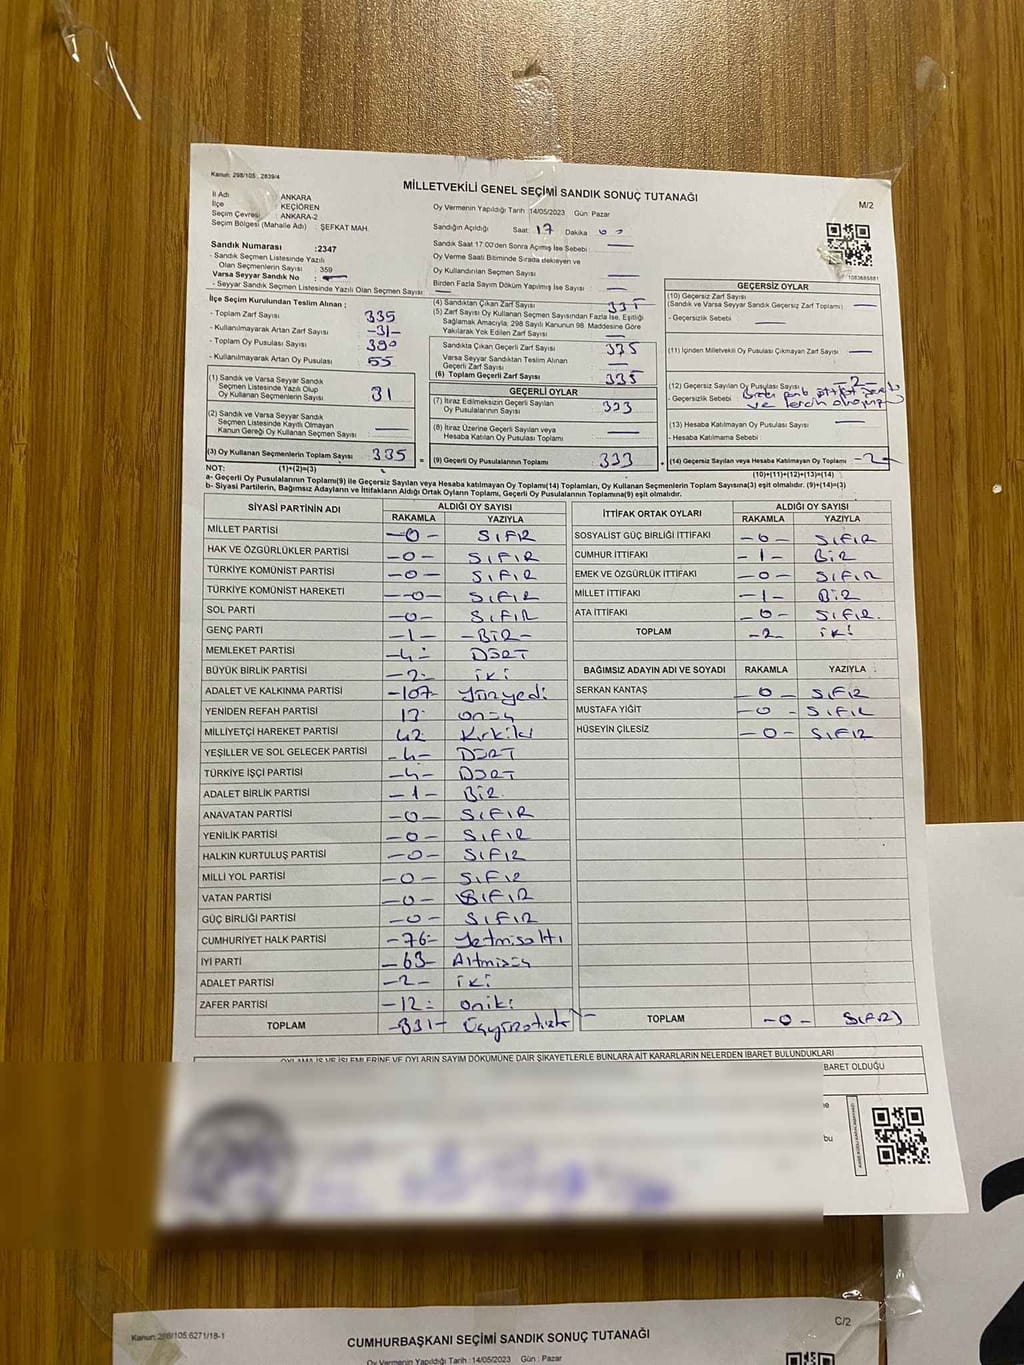 Kanun: 298/105 , 2839/4
MİLLETVEKİLİ GENEL SEÇİMİ SANDIK SONUÇ TUTANAĞI
M/2
İl Adı : ANKARA
İlçe : KEÇİÖREN
Seçim Çevresi : ANKARA-2
Seçim Bölgesi (Mahalle Adı) : ŞEFKAT MAH.
Sandık Numarası :2347
- Sandık Seçmen Listesinde Yazılı
Olan Seçmenlerin Sayısı : 359
Varsa Seyyar Sandık No :
- Seyyar Sandık Seçmen Listesinde Yazılı Olan Seçmen Sayısı:
Oy Vermenin Yapıldığı Tarih :14/05/2023 Gün: Pazar
Sandığın Açıldığı Saat: 17 Dakika
Sandık Saat 17:00'den Sonra Açılmış İse Sebebi :
Oy Verme Saati Bitiminde Sırada Bekleyen ve
Oy Kullandırılan Seçmen Sayısı
Birden Fazla Sayım Döküm Yapılmış İse Sayısı :
1083685881
İlçe Seçim Kurulundan Teslim Alınan ;
- Toplam Zarf Sayısı 335
- Kullanılmayarak Artan Zarf Sayısı -31-
- Toplam Oy Pusulası Sayısı 390
- Kullanılmayarak Artan Oy Pusulası 55
(1) Sandık ve Varsa Seyyar Sandık
Seçmen Listesinde Yazılı Olup
Oy Kullanan Seçmenlerin Sayısı 31
(2) Sandık ve Varsa Seyyar Sandık
Seçmen Listesinde Kayıtlı Olmayan
Kanun Gereği Oy Kullanan Seçmen Sayısı
(3) Oy Kullanan Seçmenlerin Toplam Sayısı 335
(4) Sandıktan Çıkan Zarf Sayısı 335
(5) Zarf Sayısı Oy Kullanan Seçmen Sayısından Fazla İse, Eşitliği
Sağlamak Amacıyla, 298 Sayılı Kanunun 98. Maddesine Göre
Yakılarak Yok Edilen Zarf Sayısı
Sandıkta Çıkan Geçerli Zarf Sayısı 335
Varsa Seyyar Sandıktan Teslim Alınan
Geçerli Zarf Sayısı
(6) Toplam Geçerli Zarf Sayısı 335
GEÇERLİ OYLAR
(7) İtiraz Edilmeksizin Geçerli Sayılan
Oy Pusulalarının Sayısı 333
(8) İtiraz Üzerine Geçerli Sayılan veya
Hesaba Katılan Oy Pusulası Toplamı
= (9) Geçerli Oy Pusulalarının Toplamı 333
GEÇERSİZ OYLAR
(10) Geçersiz Zarf Sayısı
(Sandık ve Varsa Seyyar Sandık Geçersiz Zarf Toplamı)
- Geçersizlik Sebebi :
(11) İçinden Milletvekili Oy Pusulası Çıkmayan Zarf Sayısı
(12) Geçersiz Sayılan Oy Pusulası Sayısı -2-
- Geçersizlik Sebebi
(13) Hesaba Katılmayan Oy Pusulası Sayısı
- Hesaba Katılmama Sebebi :
(14) Geçersiz Sayılan veya Hesaba Katılmayan Oy Toplamı -2-
NOT: (1)+(2)=(3)
(10)+(11)+(12)+(13)=(14)
a- Geçerli Oy Pusulalarının Toplamı(9) ile Geçersiz Sayılan veya Hesaba katılmayan Oy Toplamı(14) Toplamları, Oy Kullanan Seçmenlerin Toplam Sayısına(3) eşit olmalıdır. (9)+(14)=(3)
b- Siyasi Partilerin, Bağımsız Adayların ve İttifakların Aldığı Ortak Oyların Toplamı, Geçerli Oy Pusulalarının Toplamına(9) eşit olmalıdır.
SİYASİ PARTİNİN ADI ALDIĞI OY SAYISI
RAKAMLA YAZIYLA
MİLLET PARTİSİ -0- SIFIR
HAK VE ÖZGÜRLÜKLER PARTİSİ -0- SIFIR
TÜRKİYE KOMÜNİST PARTİSİ -0- SIFIR
TÜRKİYE KOMÜNİST HAREKETİ -0- SIFIR
SOL PARTİ -0- SIFIR
GENÇ PARTİ -1- -BİR-
MEMLEKET PARTİSİ -4- DÖRT
BÜYÜK BİRLİK PARTİSİ -2- iki
ADALET VE KALKINMA PARTİSİ -107- Yüzyedi
YENİDEN REFAH PARTİSİ 13 onüç
MİLLİYETÇİ HAREKET PARTİSİ 42 Kırkiki
YEŞİLLER VE SOL GELECEK PARTİSİ -4- DÖRT
TÜRKİYE İŞÇİ PARTİSİ -4- DÖRT
ADALET BİRLİK PARTİSİ -1- BİR
ANAVATAN PARTİSİ -0- SIFIR
YENİLİK PARTİSİ -0- SIFIR
HALKIN KURTULUŞ PARTİSİ -0- SIFIR
MİLLİ YOL PARTİSİ -0- SIFIR
VATAN PARTİSİ -0- SIFIR
GÜÇ BİRLİĞİ PARTİSİ -0- SIFIR
CUMHURİYET HALK PARTİSİ -76- Yetmişaltı
İYİ PARTİ -63- Altmışüç
ADALET PARTİSİ -2- iki
ZAFER PARTİSİ -12- oniki
TOPLAM -331-
İTTİFAK ORTAK OYLARI ALDIĞI OY SAYISI
RAKAMLA YAZIYLA
SOSYALİST GÜÇ BİRLİĞİ İTTİFAKI -0- SIFIR
CUMHUR İTTİFAKI -1- BİR
EMEK VE ÖZGÜRLÜK İTTİFAKI -0- SIFIR
MİLLET İTTİFAKI -1- BİR
ATA İTTİFAKI -0- SIFIR.
TOPLAM -2- iki
BAĞIMSIZ ADAYIN ADI VE SOYADI RAKAMLA YAZIYLA
SERKAN KANTAŞ -0- SIFIR
MUSTAFA YİĞİT -0- SIFIR
HÜSEYİN ÇİLESİZ -0- SIFIR
TOPLAM -0- SIFIR
OYLAMA İŞ VE İŞLEMLERİNE VE OYLARIN SAYIM DÖKÜMÜNE DAİR ŞİKAYETLERLE BUNLARA AİT KARARLARIN NELERDEN İBARET BULUNDUKLARI
BARET OLDUĞU
bu
Kanun: 298/105,6271/18-1
CUMHURBAŞKANI SEÇİMİ SANDIK SONUÇ TUTANAĞI
C/2
Oy Vermenin Yapıldığı Tarih :14/05/2023 Gün : Pazar